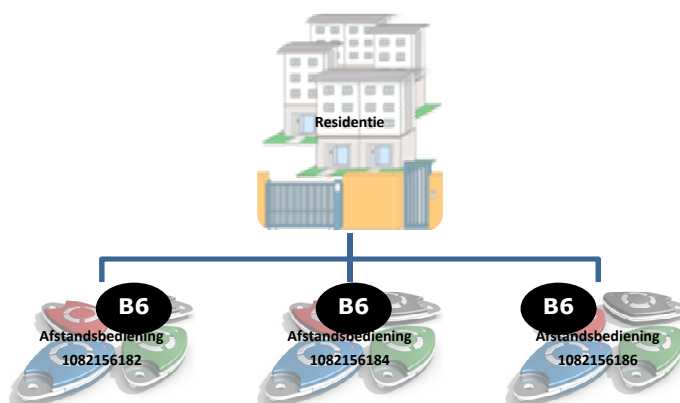 Residentie
B6
Afstandsbediening
1082156182
B6
Afstandsbediening
1082156184
B6
Afstandsbediening
1082156186